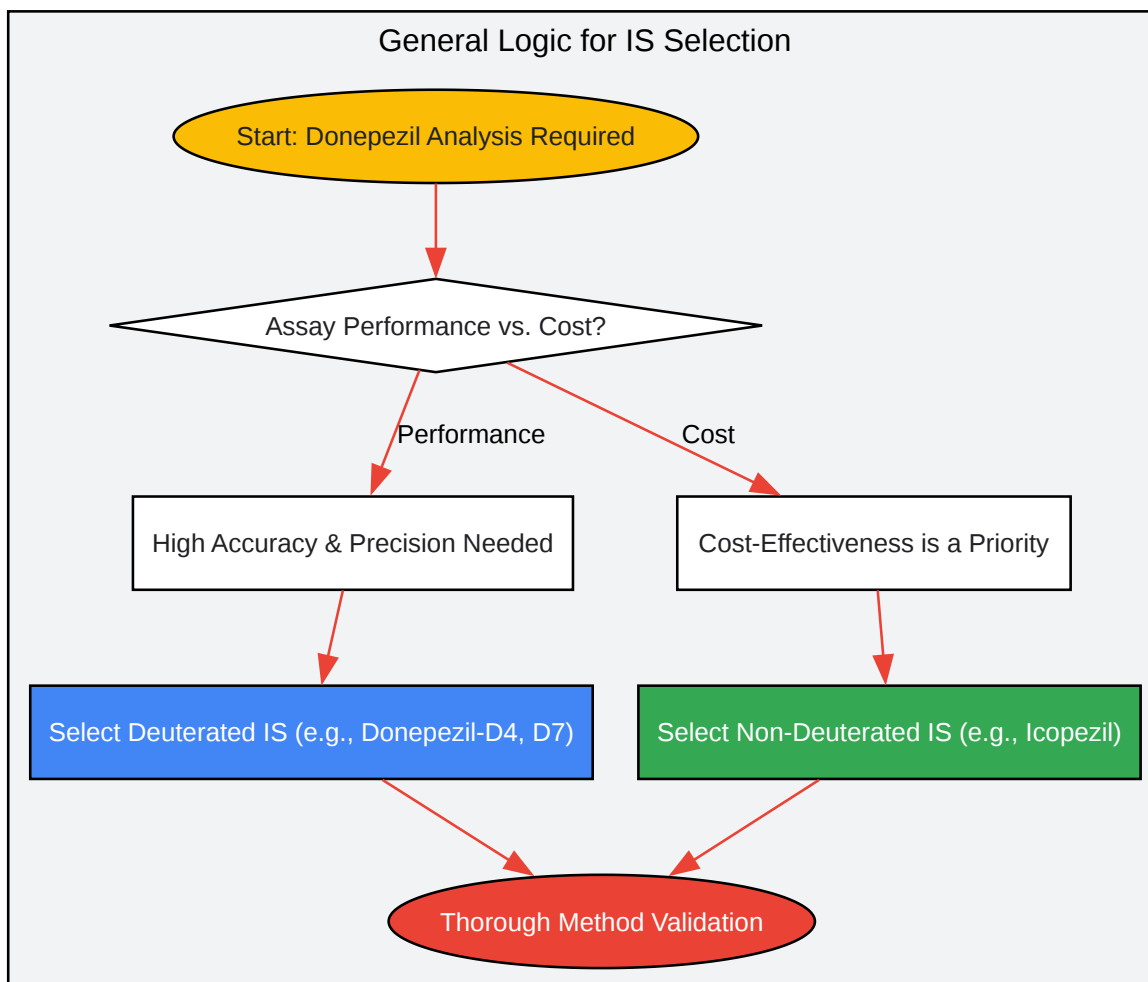 General Logic for IS Selection
Start: Donepezil Analysis Required
Assay Performance vs. Cost?
Performance
Cost
High Accuracy & Precision Needed
Cost-Effectiveness is a Priority
Select Deuterated IS (e.g., Donepezil-D4, D7)
Select Non-Deuterated IS (e.g., Icopezil)
Thorough Method Validation